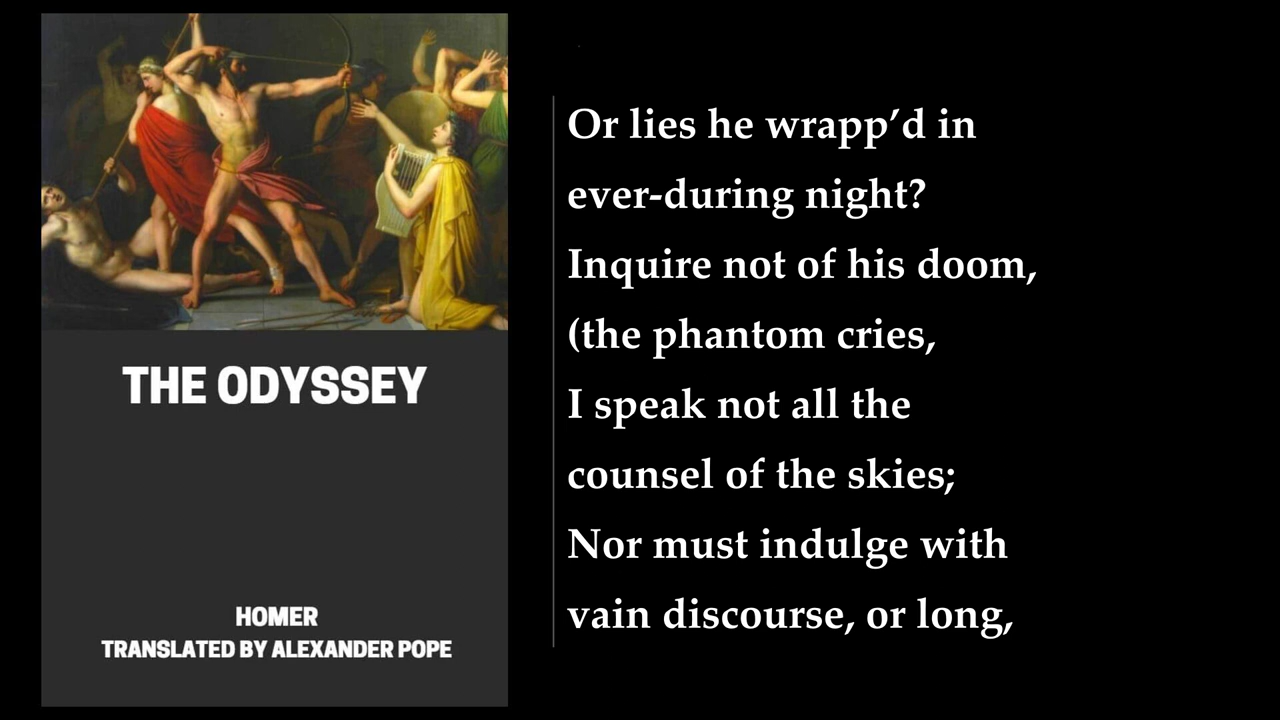 THE ODYSSEY
HOMER
TRANSLATED BY ALEXANDER POPE
Or lies he wrapp’d in
ever-during night?
Inquire not of his doom,
(the phantom cries,
I speak not all the
counsel of the skies;
Nor must indulge with
vain discourse, or long,